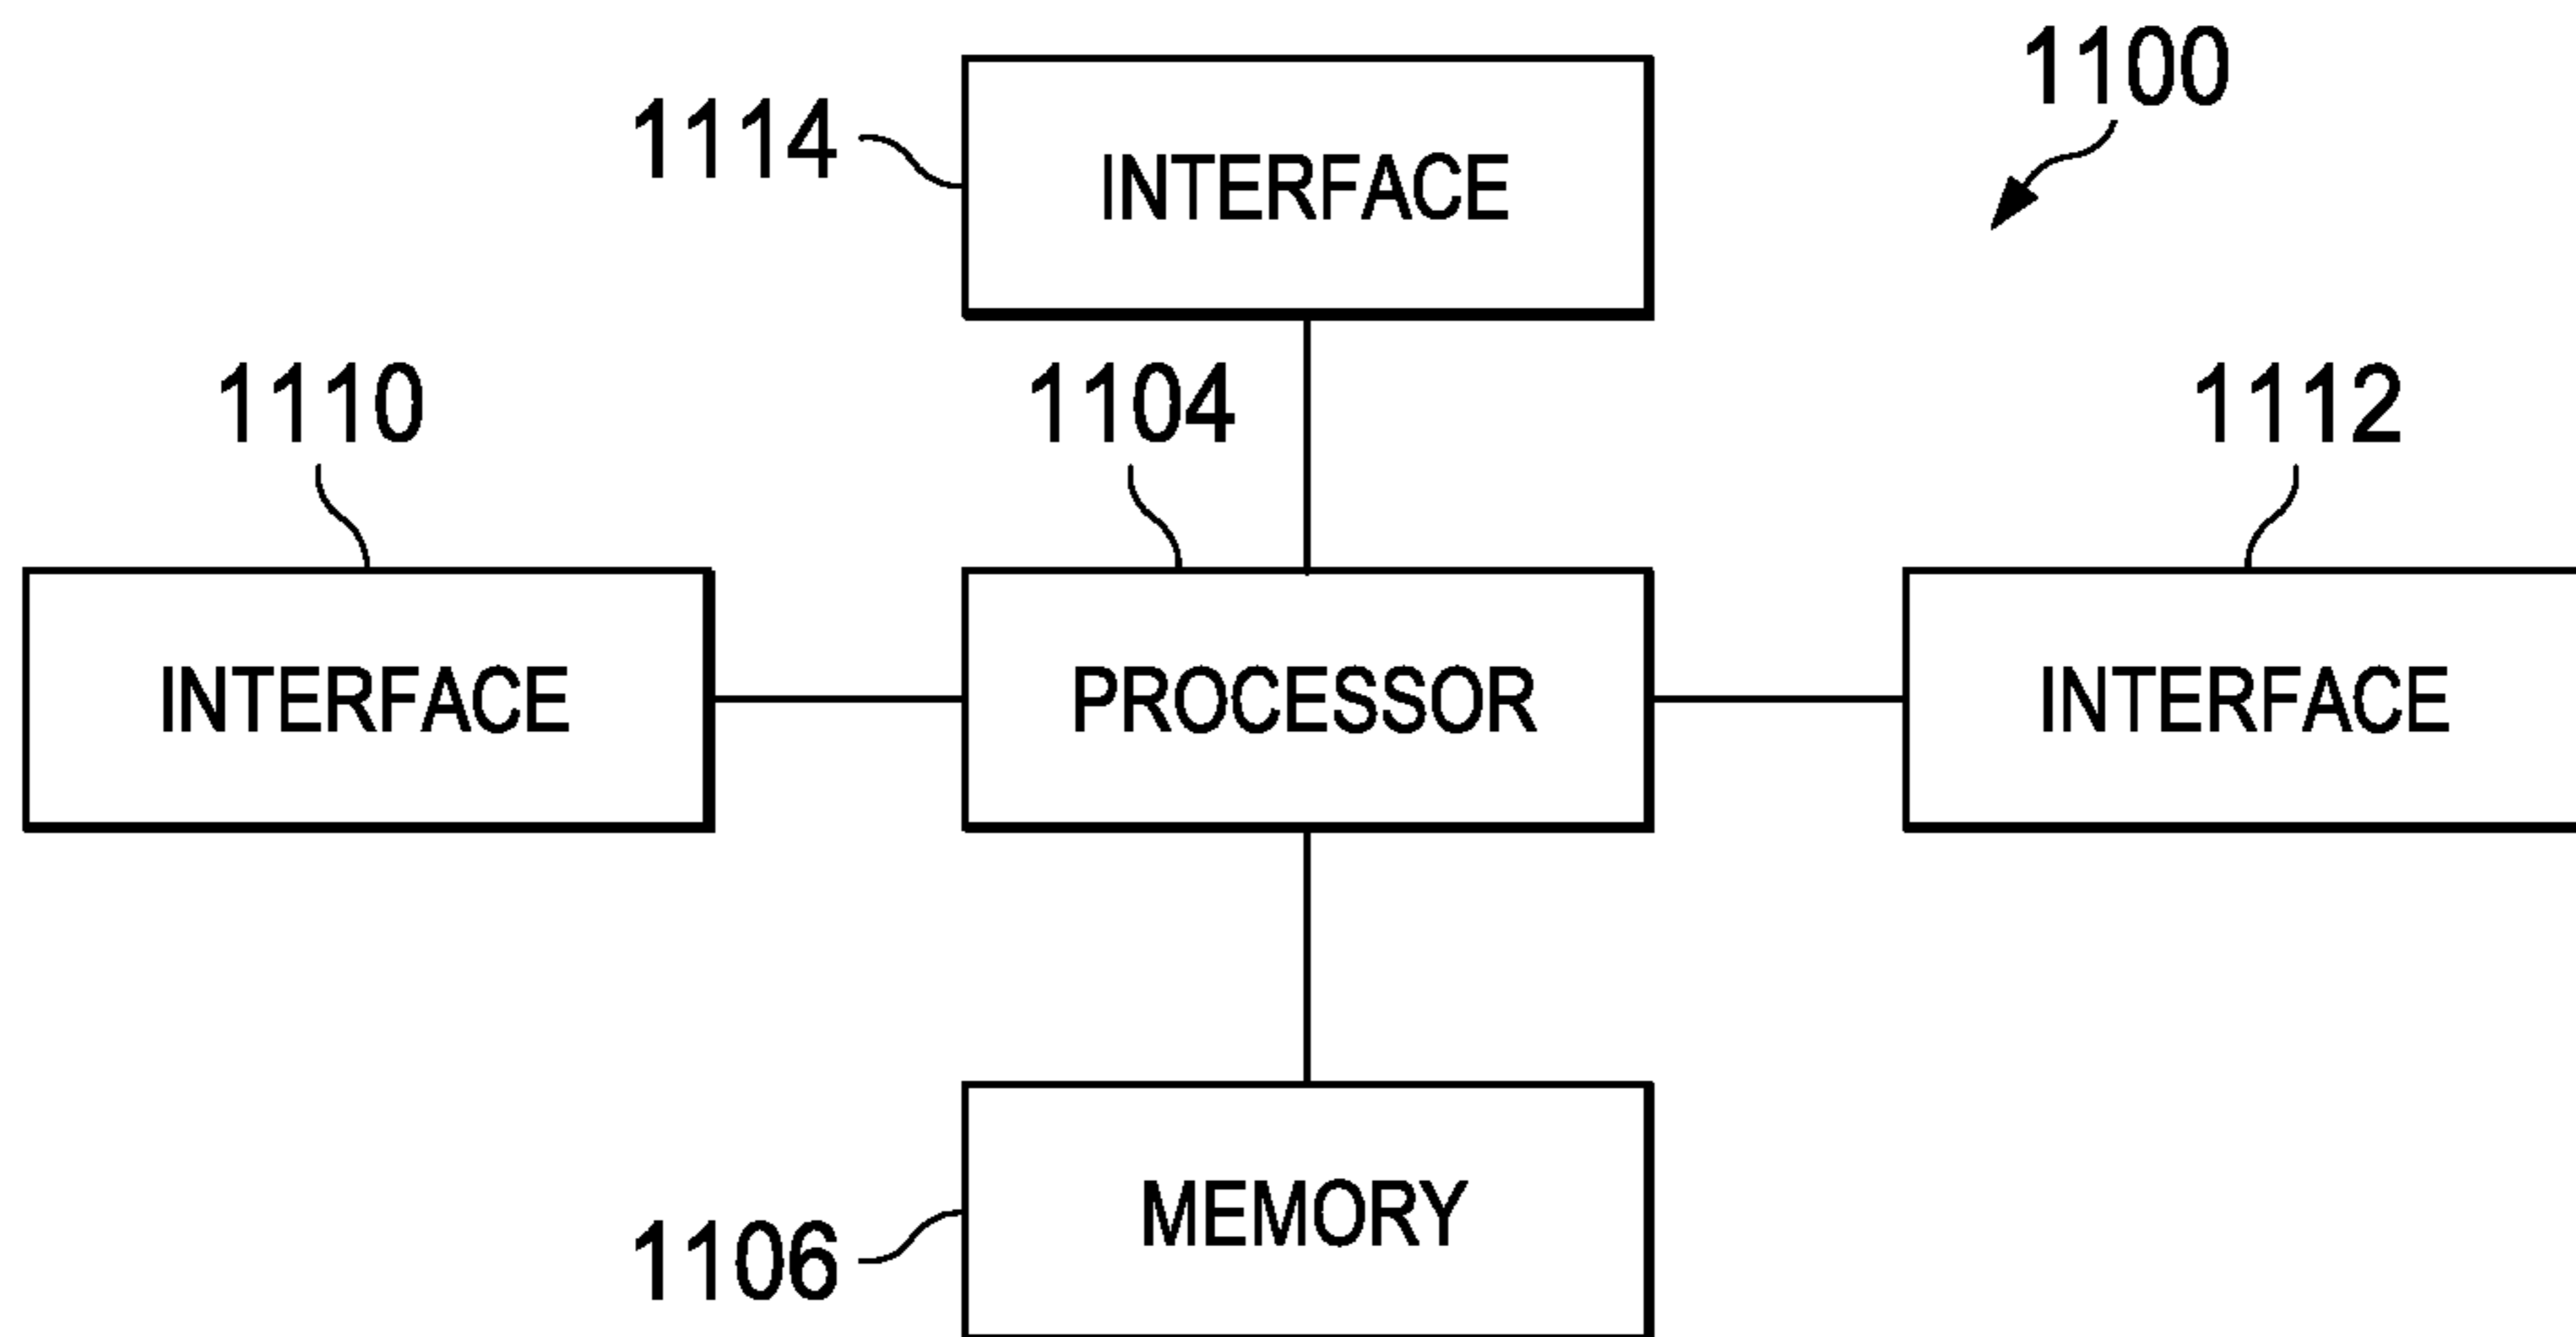 1100
1114
INTERFACE
1110
1104
1112
INTERFACE
PROCESSOR
INTERFACE
MEMORY
1106